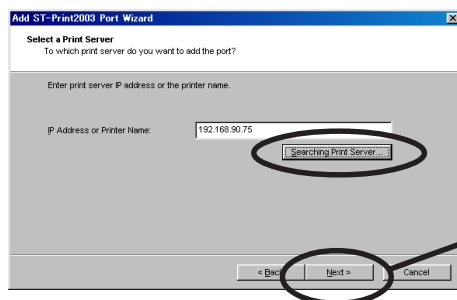 Add ST-Print2003 Port Wizard
Select a Print Server
To which print server do you want to add the port?
Enter print server IP address or the printer name.
IP Address or Printer Name: 192.168.90.75
Searching Print Server...
< Back Next > Cancel